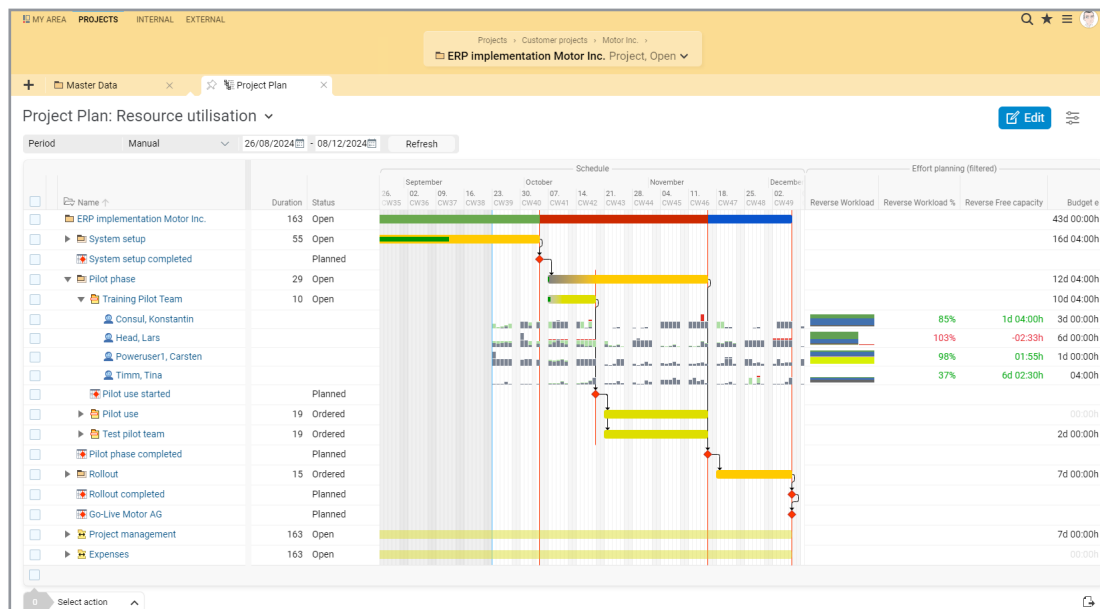 MY AREA PROJECTS INTERNAL EXTERNAL
Projects › Customer projects › Motor Inc. ›
ERP implementation Motor Inc. Project, Open
+ Master Data × Project Plan ×
Project Plan: Resource utilisation
Edit
Period Manual 26/08/2024 - 08/12/2024 Refresh
Schedule Effort planning (filtered)
September October November December
26. 02. 09. 16. 23. 30. 07. 14. 21. 28. 04. 11. 18. 25. 02.
Name Duration Status CW35 CW36 CW37 CW38 CW39 CW40 CW41 CW42 CW43 CW44 CW45 CW46 CW47 CW48 CW49 Reverse Workload Reverse Workload % Reverse Free capacity Budget e
ERP implementation Motor Inc. 163 Open 43d 00:00h
System setup 55 Open 16d 04:00h
System setup completed Planned
Pilot phase 29 Open 12d 04:00h
Training Pilot Team 10 Open 10d 04:00h
Consul, Konstantin 85% 1d 04:00h 3d 00:00h
Head, Lars 103% -02:33h 6d 00:00h
Poweruser1, Carsten 98% 01:55h 1d 00:00h
Timm, Tina 37% 6d 02:30h 04:00h
Pilot use started Planned
Pilot use 19 Ordered 00:00h
Test pilot team 19 Ordered 2d 00:00h
Pilot phase completed Planned
Rollout 15 Ordered 7d 00:00h
Rollout completed Planned
Go-Live Motor AG Planned
Project management 163 Open 7d 00:00h
Expenses 163 Open 00:00h
0 Select action